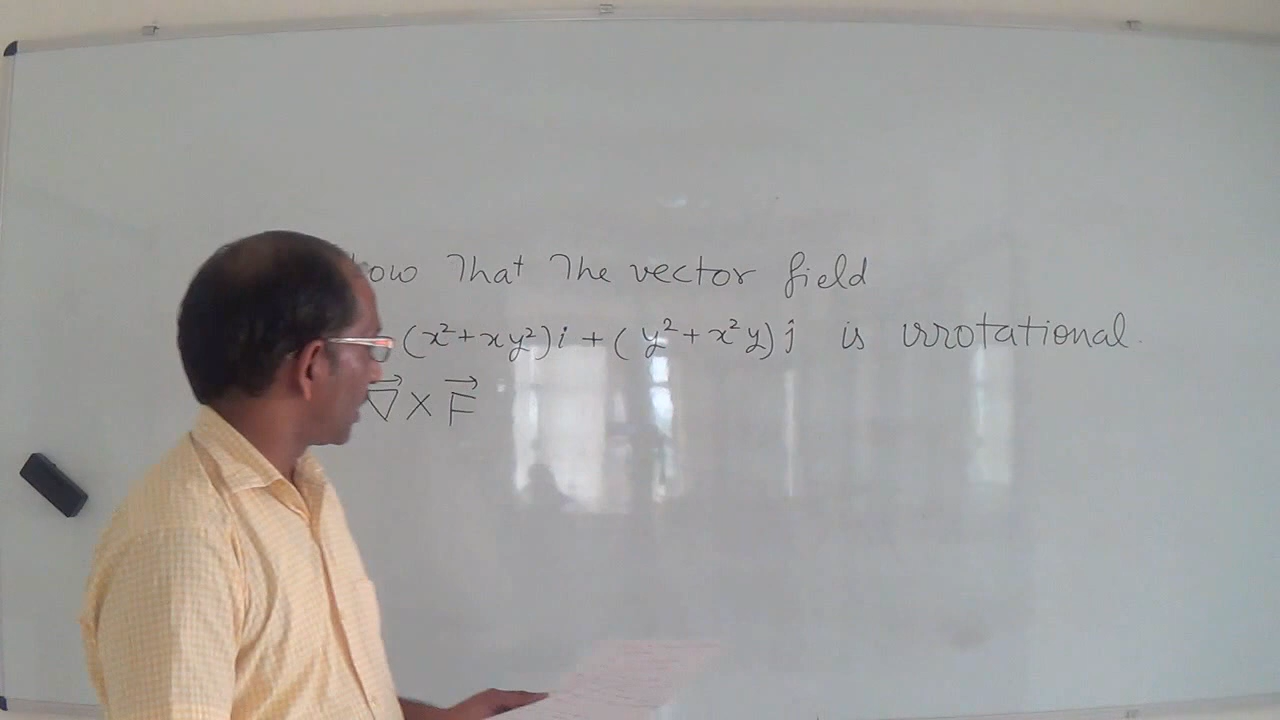 how That The vector field
(x²+xy²)i + (y²+x²y)ĵ is irrotational.
∇⃗ X F⃗